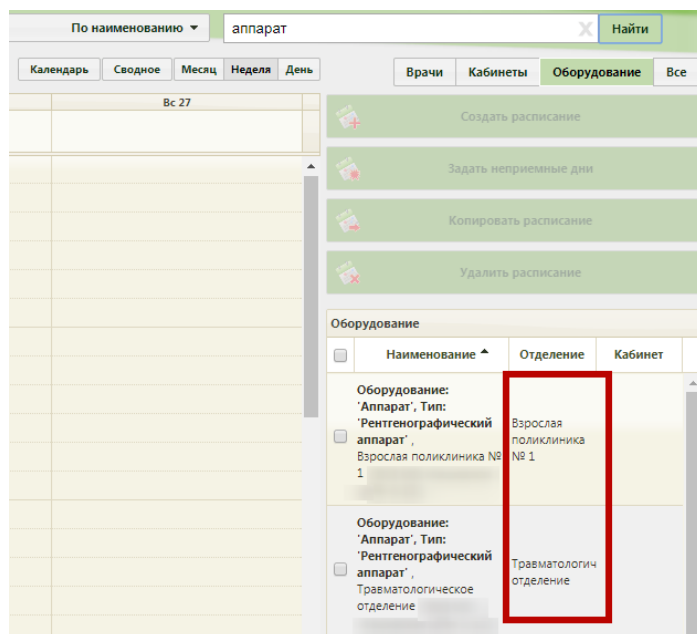 По наименованию аппарат Найти
Календарь Сводное Месяц Неделя День Врачи Кабинеты Оборудование Все
Вс 27
Создать расписание
Задать неприемные дни
Копировать расписание
Удалить расписание
Оборудование
Наименование Отделение Кабинет
Оборудование:
'Аппарат', Тип:
'Рентгенографический
аппарат' ,
Взрослая поликлиника №
1
Взрослая
поликлиника
№ 1
Оборудование:
'Аппарат', Тип:
'Рентгенографический
аппарат' ,
Травматологическое
отделение
Травматологич
отделение